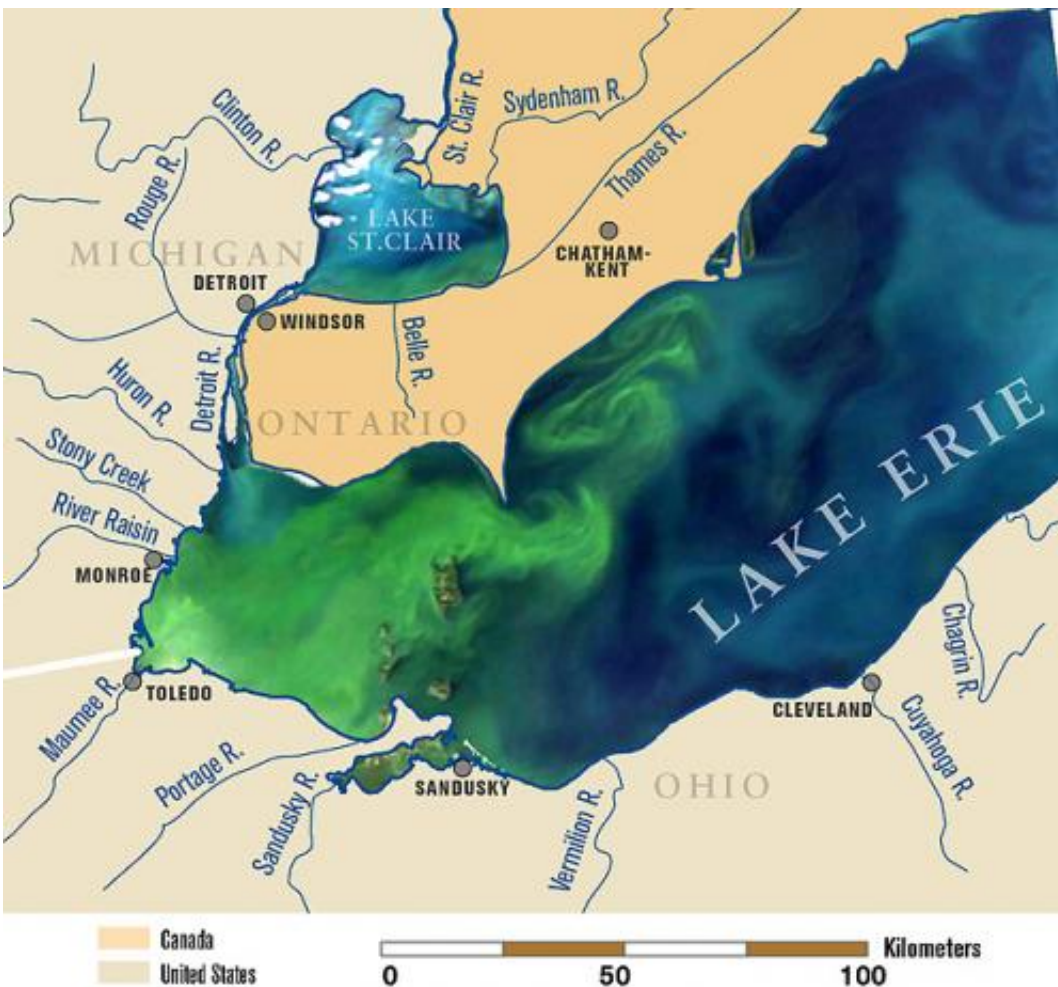 Clinton R.
St. Clair R.
Sydenham R.
Thames R.
Rouge R.
LAKE
ST. CLAIR
MICHIGAN
CHATHAM-
KENT
DETROIT
WINDSOR
Belle R.
Detroit R.
Huron R.
ONTARIO
Stony Creek
River Raisin
MONROE
LAKE ERIE
TOLEDO
Maumee R.
Portage R.
Sandusky R.
SANDUSKY
Vermilion R.
OHIO
CLEVELAND
Chagrin R.
Cuyahoga R.
Canada
United States
Kilometers
0 50 100